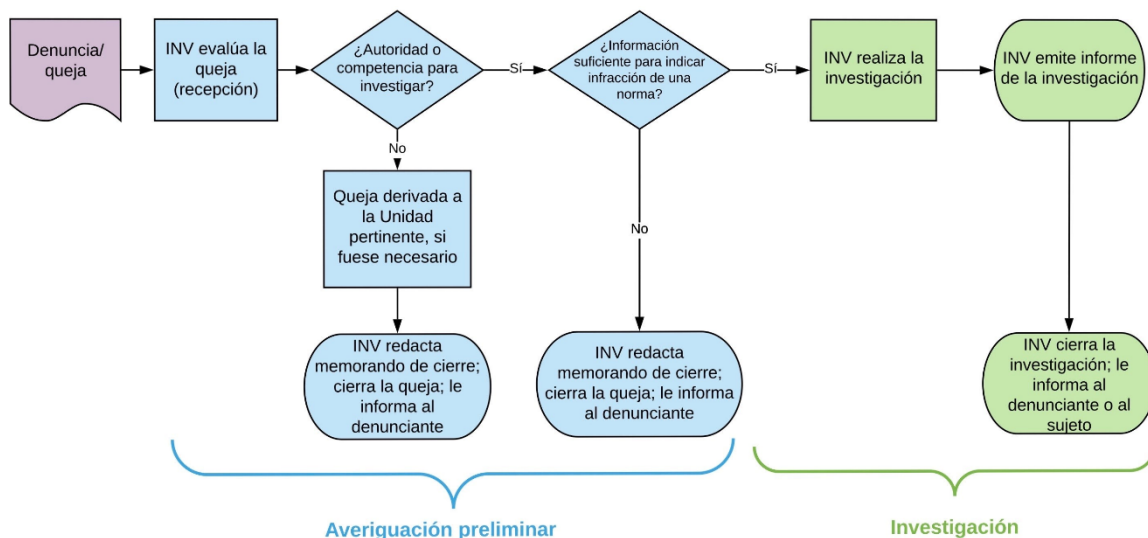 Denuncia/
queja
INV evalúa la
queja
(recepción)
¿Autoridad o
competencia para
investigar?
Sí
¿Información
suficiente para indicar
infracción de una
norma?
Sí
INV realiza la
investigación
INV emite informe
de la investigación
No
Queja derivada a
la Unidad
pertinente, si
fuese necesario
No
INV redacta
memorando de cierre;
cierra la queja; le
informa al
denunciante
INV redacta
memorando de cierre;
cierra la queja; le informa
al denunciante
INV cierra la
investigación; le
informa al
denunciante o al
sujeto
Averiguación preliminar
Investigación